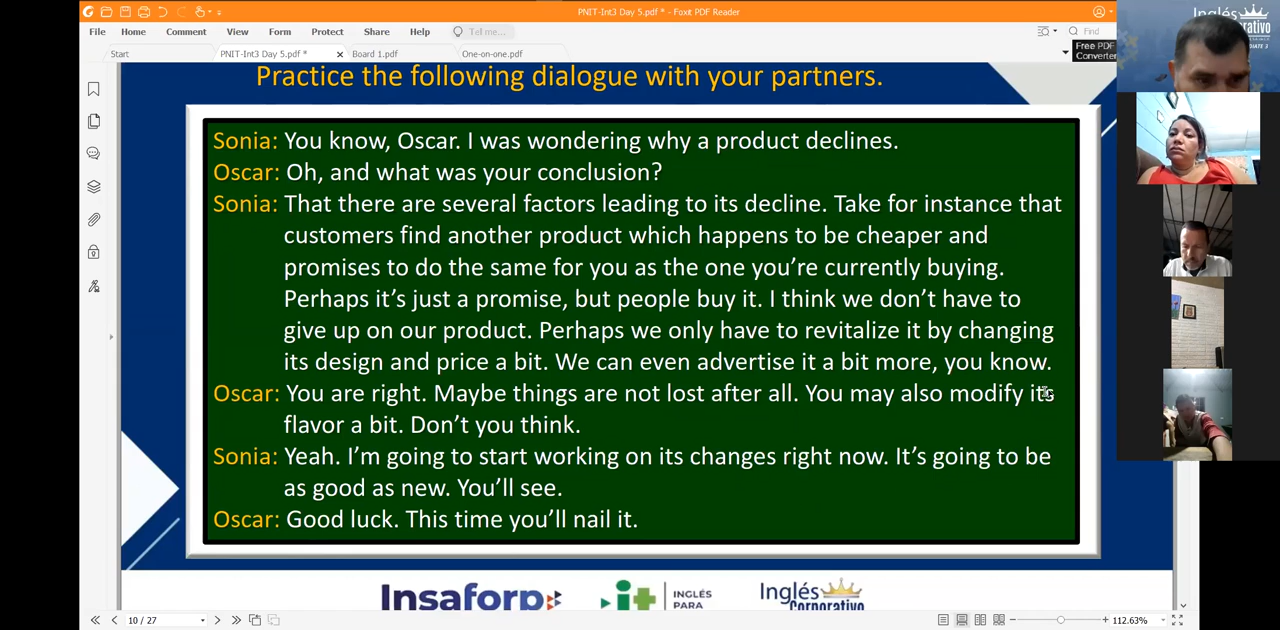 PNIT-Int3 Day 5.pdf * - Foxit PDF Reader
File Home Comment View Form Protect Share Help Tell me... Find
Start PNIT-Int3 Day 5.pdf * Board 1.pdf One-on-one.pdf
Free PDF
Converter
Inglés
Practice the following dialogue with your partners.
Sonia: You know, Oscar. I was wondering why a product declines.
Oscar: Oh, and what was your conclusion?
Sonia: That there are several factors leading to its decline. Take for instance that
customers find another product which happens to be cheaper and
promises to do the same for you as the one you're currently buying.
Perhaps it's just a promise, but people buy it. I think we don't have to
give up on our product. Perhaps we only have to revitalize it by changing
its design and price a bit. We can even advertise it a bit more, you know.
Oscar: You are right. Maybe things are not lost after all. You may also modify its
flavor a bit. Don't you think.
Sonia: Yeah. I'm going to start working on its changes right now. It's going to be
as good as new. You'll see.
Oscar: Good luck. This time you'll nail it.
Insaforp it INGLÉS
PARA
Inglés
Corporativo
10 / 27 112.63%